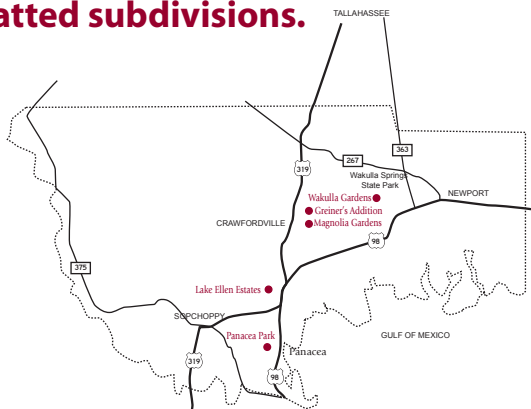 atted subdivisions.
TALLAHASSEE
363
267
319
Wakulla Springs
State Park
Wakulla Gardens
NEWPORT
Greiner's Addition
CRAWFORDVILLE
Magnolia Gardens
98
375
Lake Ellen Estates
SOPCHOPPY
Panacea Park
GULF OF MEXICO
Panacea
319
98